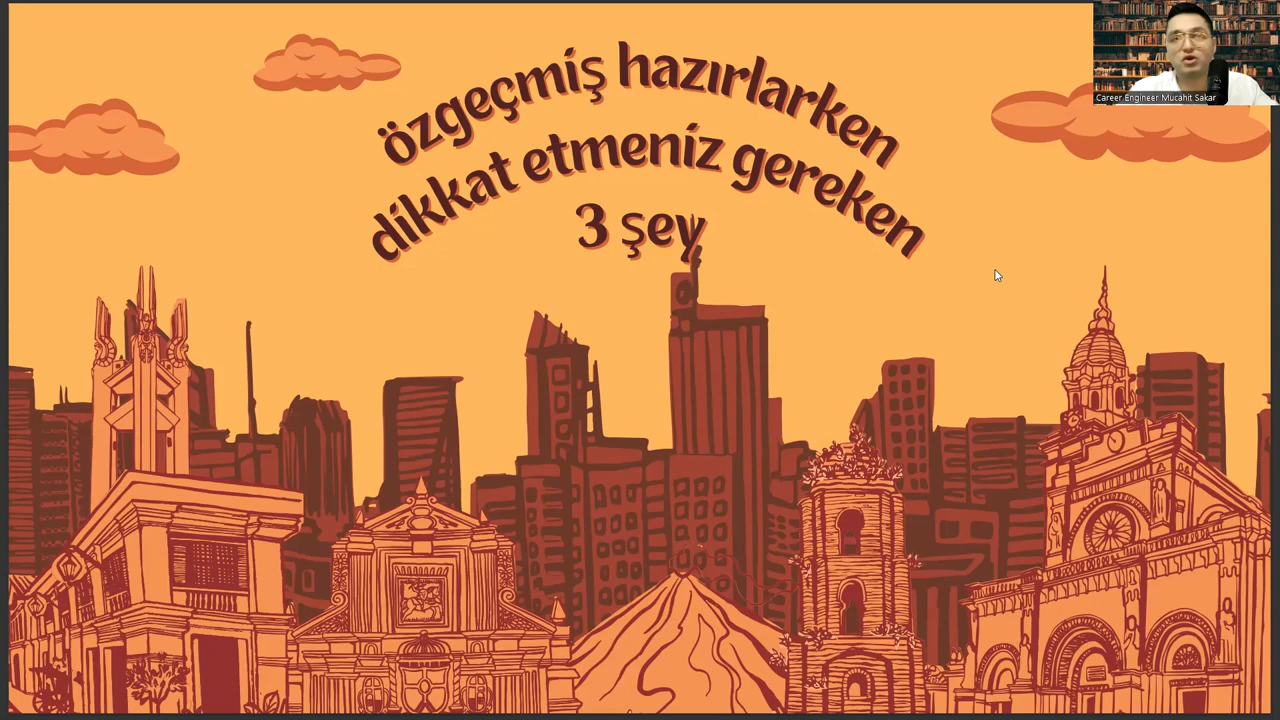 özgeçmiş hazırlarken
dikkat etmeniz gereken
3 şey
Career Engineer Mucahit Sakar